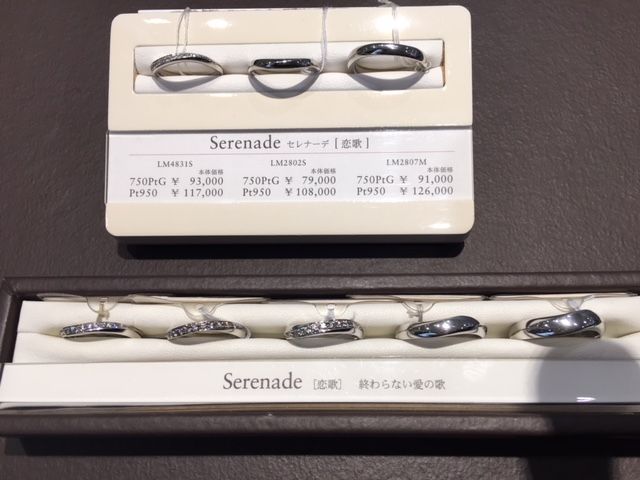 Serenade セレナーデ [ 恋歌 ]
LM4831S LM2802S LM2807M
本体価格 本体価格 本体価格
750PtG ¥ 93,000 750PtG ¥ 79,000 750PtG ¥ 91,000
Pt950 ¥ 117,000 Pt950 ¥ 108,000 Pt950 ¥ 126,000
Serenade [恋歌] 終わらない愛の歌